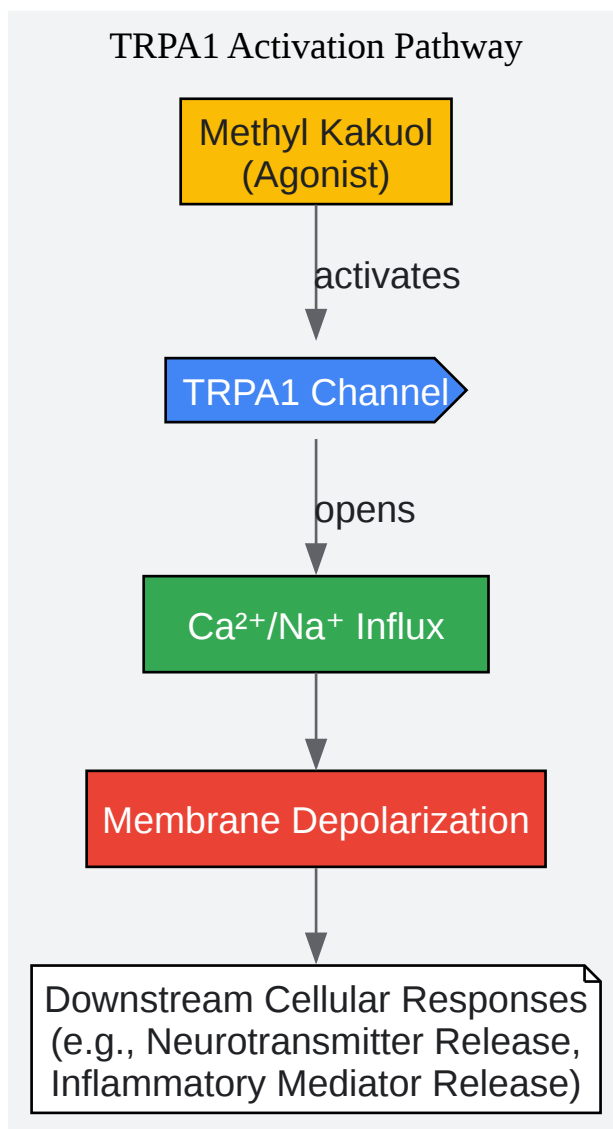 TRPA1 Activation Pathway
Methyl Kakuol
(Agonist)
activates
TRPA1 Channel
opens
Ca²⁺/Na⁺ Influx
Membrane Depolarization
Downstream Cellular Responses
(e.g., Neurotransmitter Release,
Inflammatory Mediator Release)